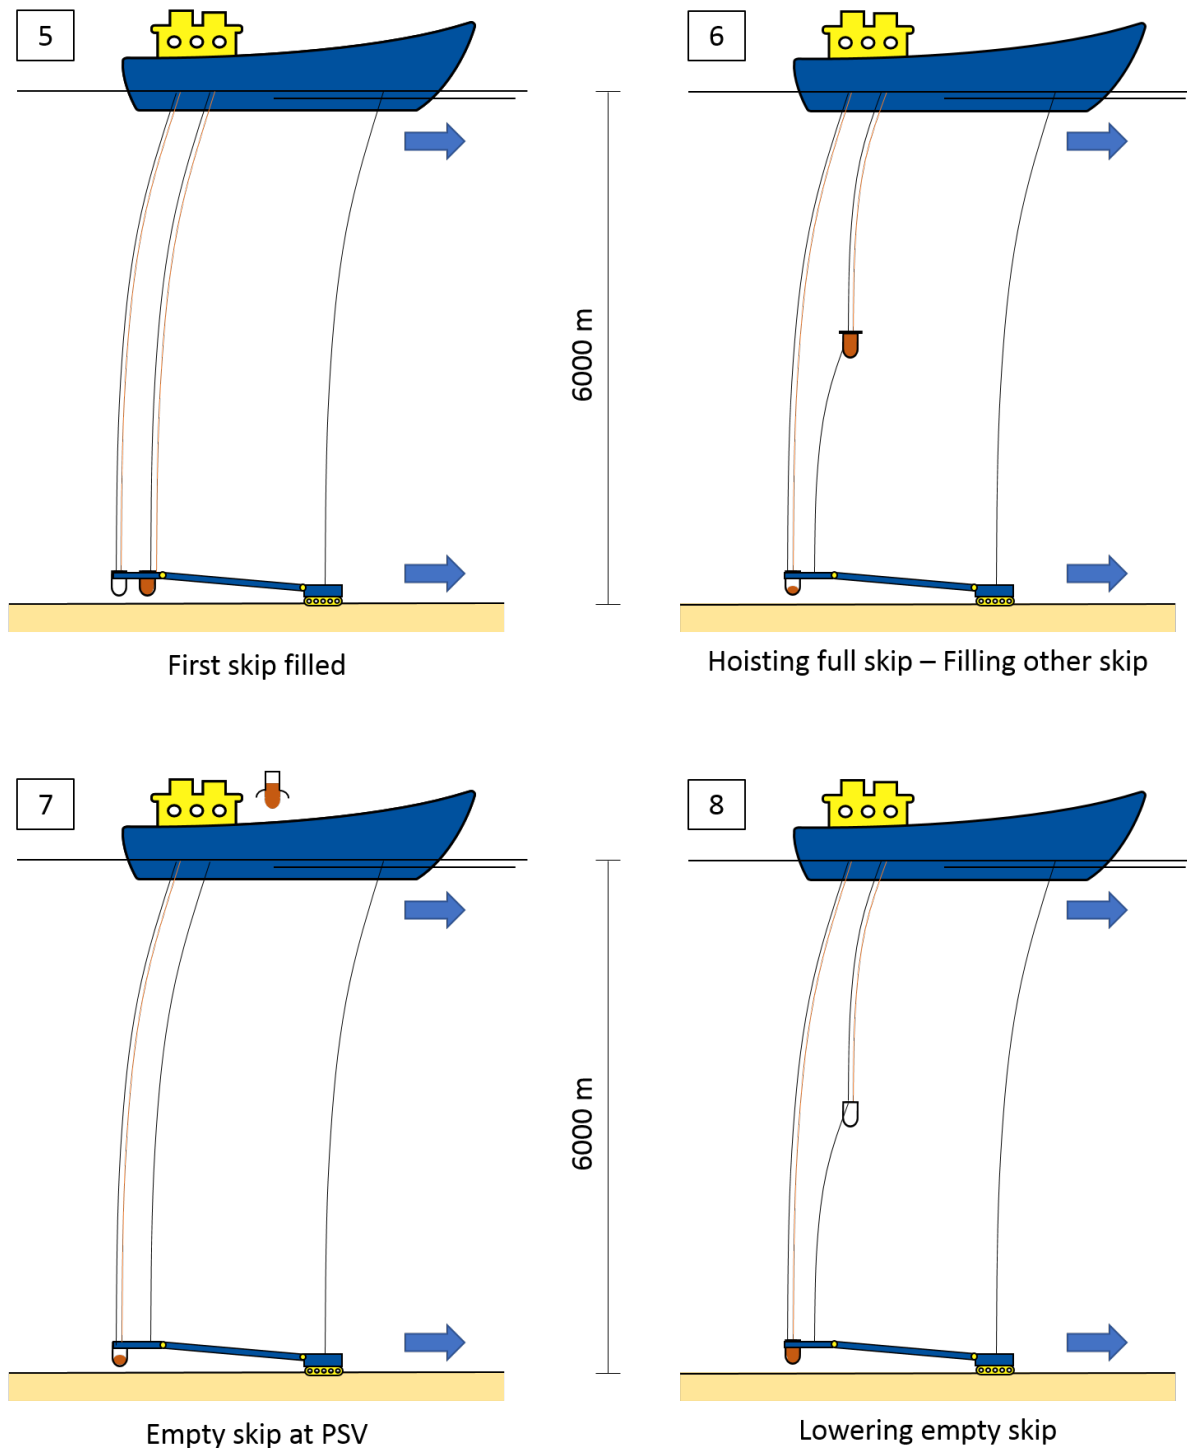 5
6
6000 m
First skip filled
Hoisting full skip – Filling other skip
7
8
6000 m
Empty skip at PSV
Lowering empty skip